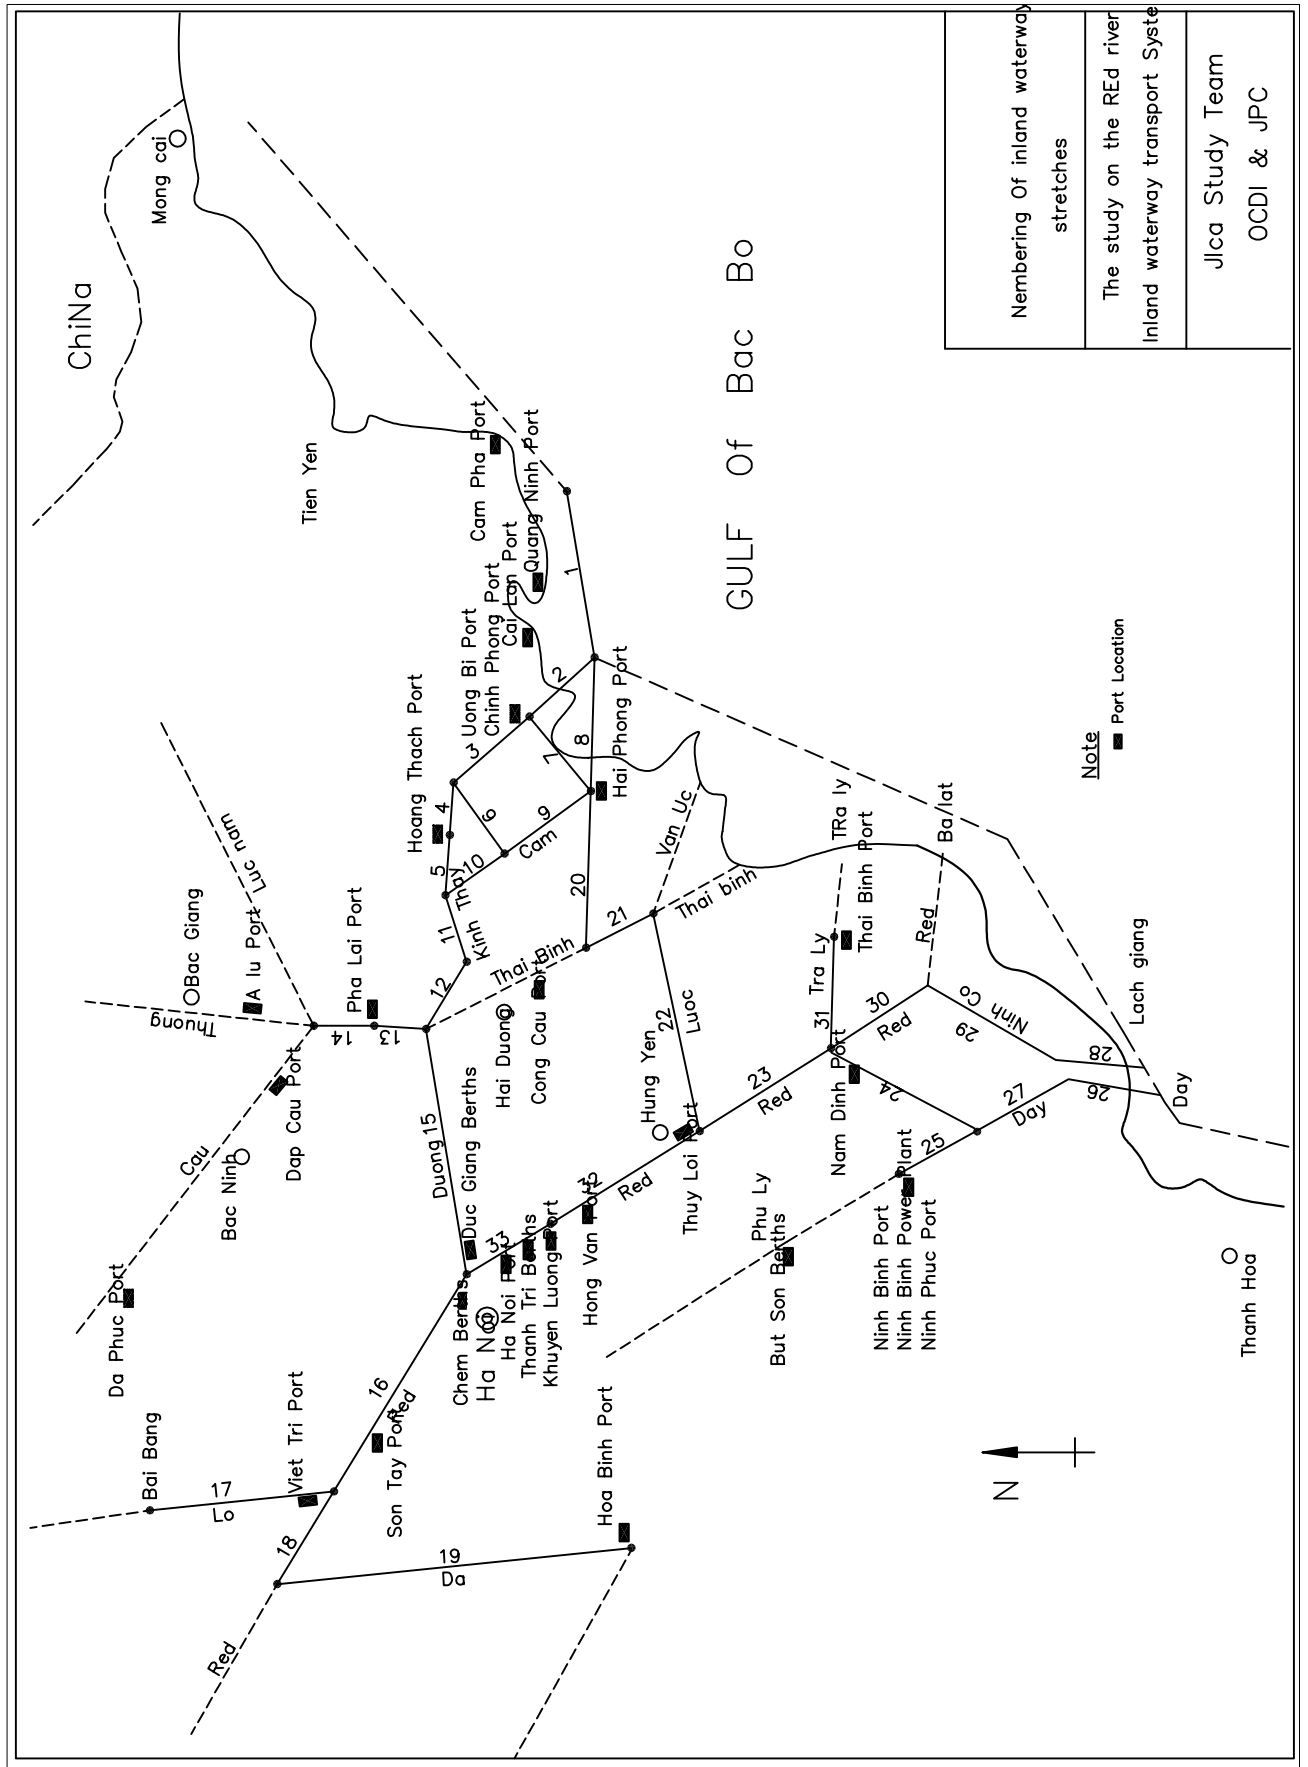 Nembering Of inland waterway
stretches
The study on the REd river
Inland waterway transport Syste
JIca Study Team
OCDI & JPC
ChiNa
Mong cai
Tien Yen
GULF Of Bac Bo
Cam Pha Port
Quang Ninh Port
Cai Lan Port
Chinh Phong Port
Uong Bi Port
Hoang Thach Port
Hai Phong Port
1
2
3
4
5
6
7
8
9
Cam
10
Kinh Thay
11
12
13
14
Luc nam
Bac Giang
A lu Port
Thuong
Pha Lai Port
Dap Cau Port
Cau
Bac Ninh
Da Phuc Port
Thai Binh
Hai Duong
Cong Cau Port
20
21
Van Uc
Thai binh
22
Luoc
Hung Yen
Thuy Loi Port
Duong 15
Duc Giang Berths
33
Chem Berths
Ha Noi
Ha Noi Port
Thanh Tri Berths
Khuyen Luong Port
Hong Van Port
32
Red
23
Red
TRa ly
Thai Binh Port
Tra Ly
31
Ba/lat
Red
30
Red
Nam Dinh Port
24
29
Ninh Co
28
26
27
Day
25
Lach giang
Day
Phu Ly
But Son Berths
Ninh Binh Port
Ninh Binh Power Plant
Ninh Phuc Port
Thanh Hoa
16
Red
Son Tay Port
Viet Tri Port
Bai Bang
17
Lo
18
19
Da
Hoa Binh Port
Red
Note
Port Location
N